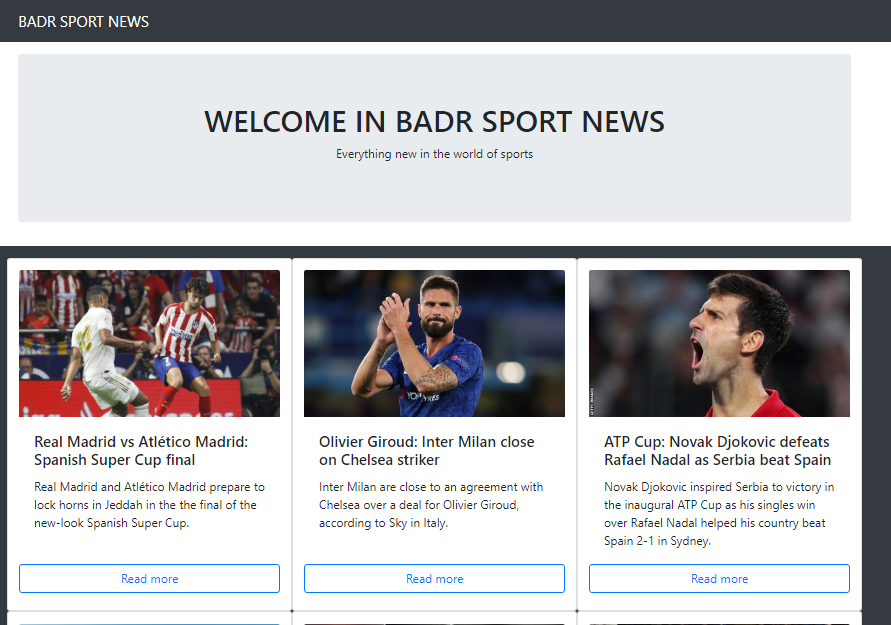 BADR SPORT NEWS
WELCOME IN BADR SPORT NEWS
Everything new in the world of sports
Real Madrid vs Atlético Madrid:
Spanish Super Cup final
Real Madrid and Atlético Madrid prepare to
lock horns in Jeddah in the the final of the
new-look Spanish Super Cup.
Read more
Olivier Giroud: Inter Milan close
on Chelsea striker
Inter Milan are close to an agreement with
Chelsea over a deal for Olivier Giroud,
according to Sky in Italy.
Read more
ATP Cup: Novak Djokovic defeats
Rafael Nadal as Serbia beat Spain
Novak Djokovic inspired Serbia to victory in
the inaugural ATP Cup as his singles win
over Rafael Nadal helped his country beat
Spain 2-1 in Sydney.
Read more